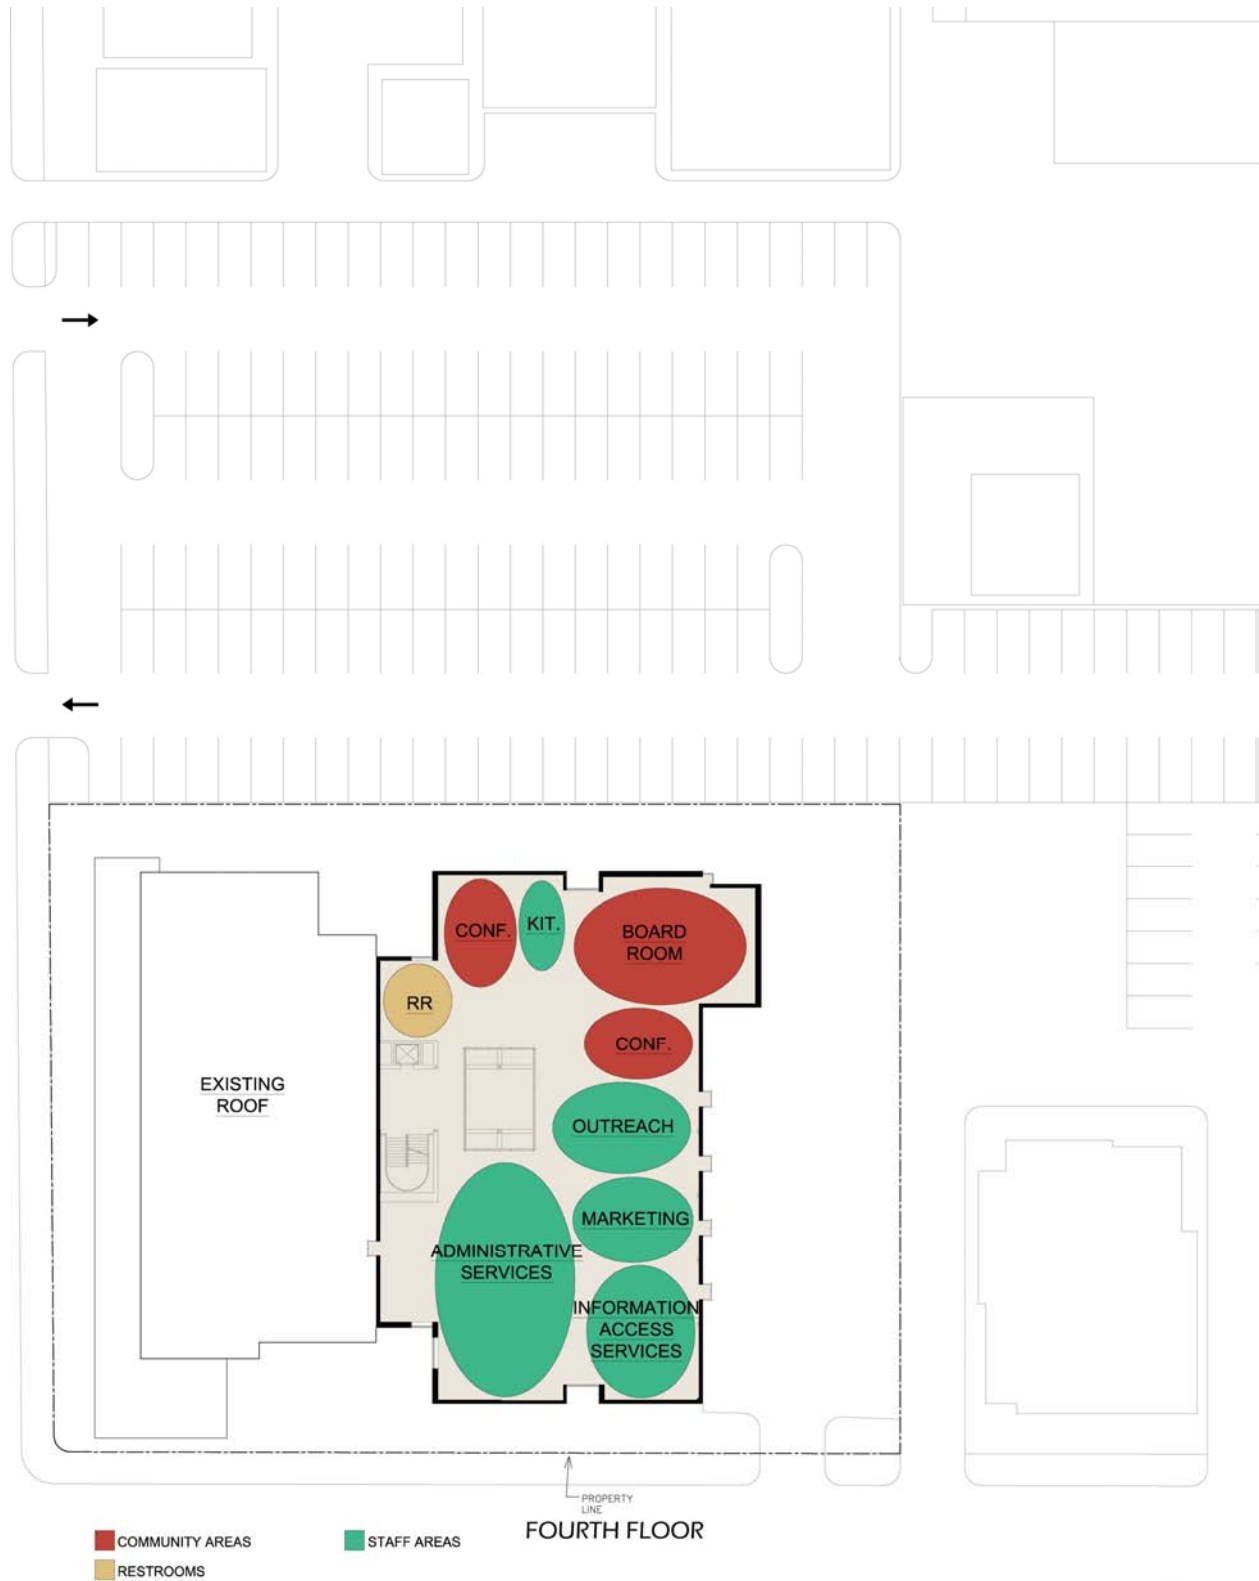 CONF.
KIT.
BOARD
ROOM
RR
CONF.
EXISTING
ROOF
OUTREACH
MARKETING
ADMINISTRATIVE
SERVICES
INFORMATION
ACCESS
SERVICES
PROPERTY
LINE
FOURTH FLOOR
COMMUNITY AREAS
STAFF AREAS
RESTROOMS